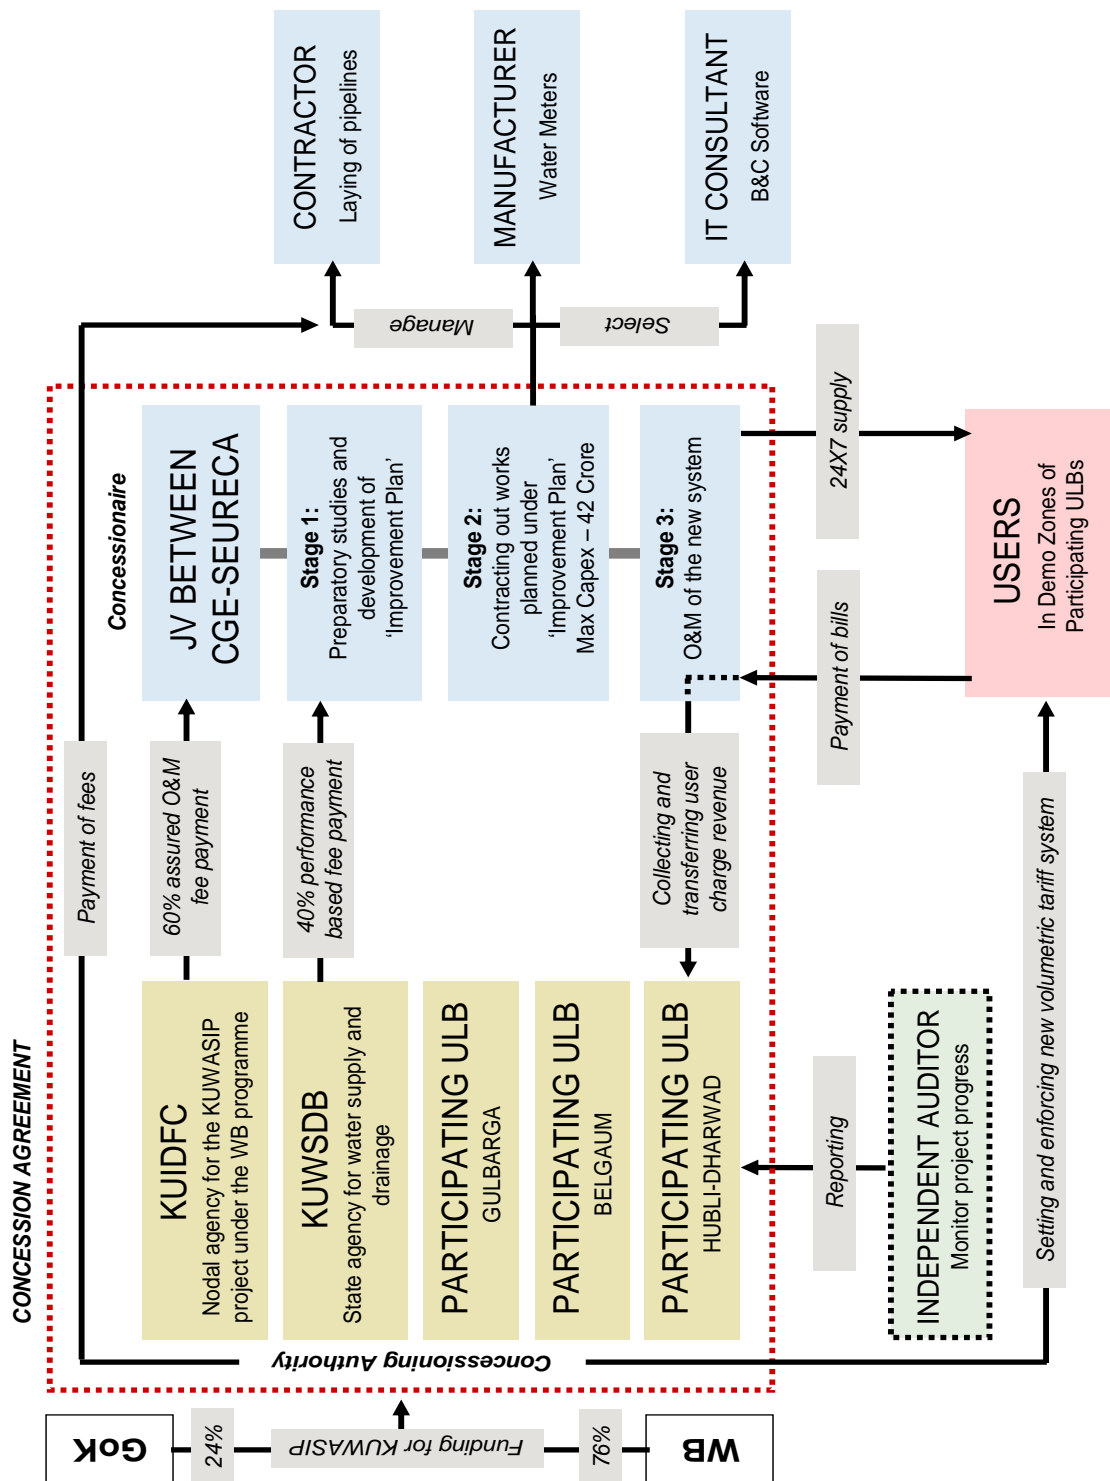 CONCESSION AGREEMENT
GoK
24%
Funding for KUWASIP
76%
WB
Concessioning Authority
KUIDFC
Nodal agency for the KUWASIP
project under the WB programme
KUWSDB
State agency for water supply and
drainage
PARTICIPATING ULB
GULBARGA
PARTICIPATING ULB
BELGAUM
PARTICIPATING ULB
HUBLI-DHARWAD
Payment of fees
60% assured O&M
fee payment
40% performance
based fee payment
Collecting and
transferring user
charge revenue
Concessionaire
JV BETWEEN
CGE-SEURECA
Stage 1:
Preparatory studies and
development of
‘Improvement Plan’
Stage 2:
Contracting out works
planned under
‘Improvement Plan’
Max Capex – 42 Crore
Stage 3:
O&M of the new system
Manage
Select
CONTRACTOR
Laying of pipelines
MANUFACTURER
Water Meters
IT CONSULTANT
B&C Software
Reporting
INDEPENDENT AUDITOR
Monitor project progress
Payment of bills
24X7 supply
USERS
In Demo Zones of
Participating ULBs
Setting and enforcing new volumetric tariff system